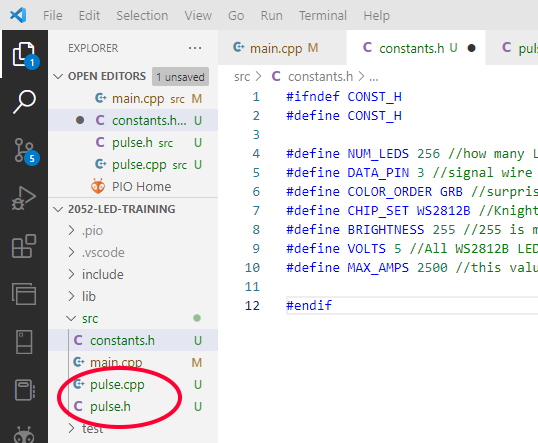 File Edit Selection View Go Run Terminal Help
EXPLORER ...
OPEN EDITORS 1 unsaved
main.cpp src M
constants.h... U
pulse.h src U
pulse.cpp src U
PIO Home
2052-LED-TRAINING
.pio
.vscode
include
lib
src
constants.h U
main.cpp M
pulse.cpp U
pulse.h U
test
1
5
main.cpp M
constants.h U
pul
src > constants.h > ...
1 #ifndef CONST_H
2 #define CONST_H
3
4 #define NUM_LEDS 256 //how many L
5 #define DATA_PIN 3 //signal wire
6 #define COLOR_ORDER GRB //surpris
7 #define CHIP_SET WS2812B //Knight
8 #define BRIGHTNESS 255 //255 is m
9 #define VOLTS 5 //All WS2812B LED
10 #define MAX_AMPS 2500 //this valu
11
12 #endif